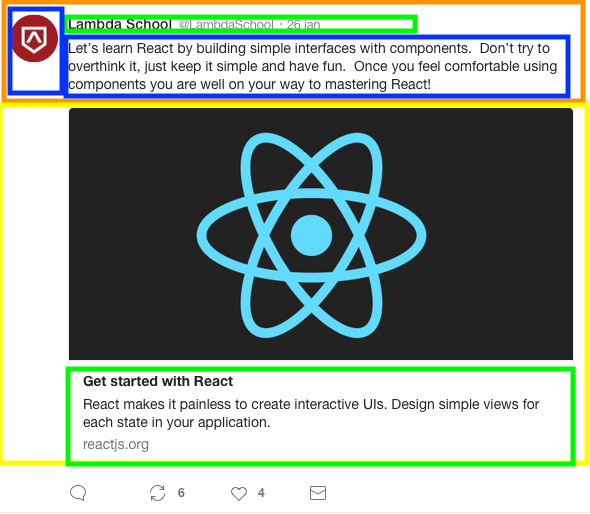 Lambda School @LambdaSchool · 26 jan
Let's learn React by building simple interfaces with components. Don't try to
overthink it, just keep it simple and have fun. Once you feel comfortable using
components you are well on your way to mastering React!
Get started with React
React makes it painless to create interactive UIs. Design simple views for
each state in your application.
reactjs.org
6 4